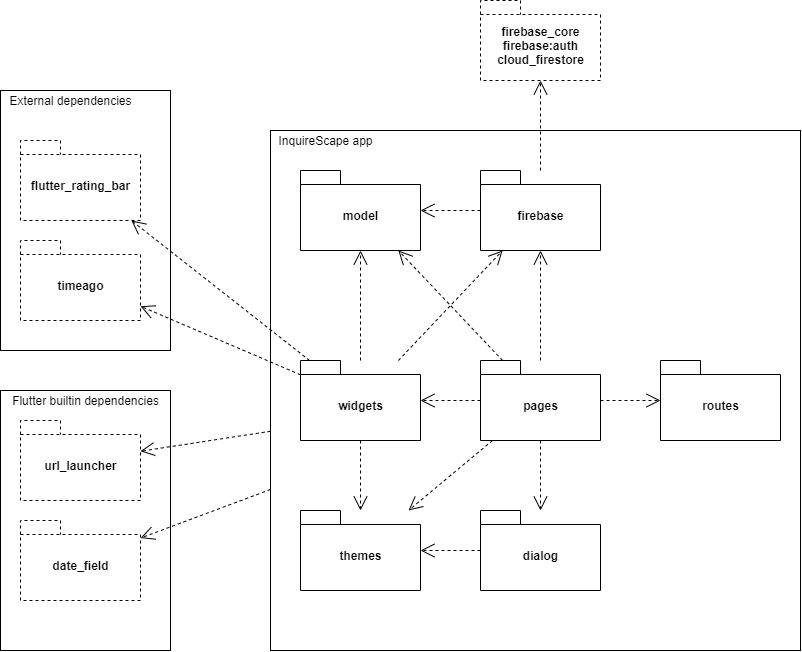 firebase_core
firebase:auth
cloud_firestore
External dependencies
flutter_rating_bar
timeago
InquireScape app
model
firebase
widgets
pages
routes
themes
dialog
Flutter builtin dependencies
url_launcher
date_field